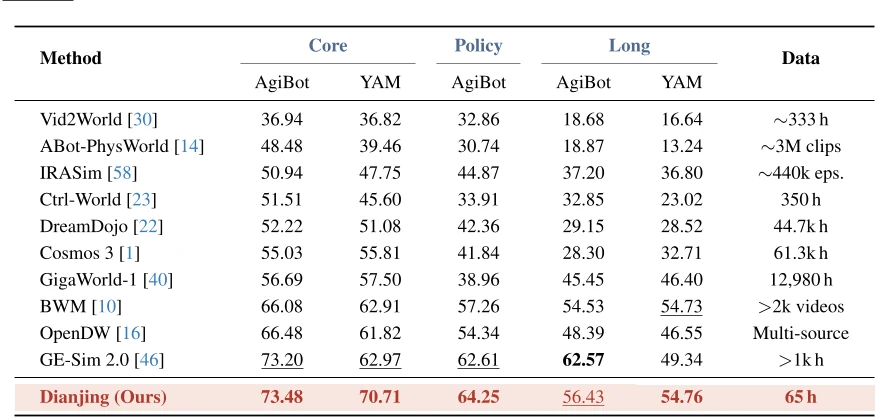 Method Core Policy Long Data
AgiBot YAM AgiBot AgiBot YAM
Vid2World [30] 36.94 36.82 32.86 18.68 16.64 ~333 h
ABot-PhysWorld [14] 48.48 39.46 30.74 18.87 13.24 ~3M clips
IRASim [58] 50.94 47.75 44.87 37.20 36.80 ~440k eps.
Ctrl-World [23] 51.51 45.60 33.91 32.85 23.02 350 h
DreamDojo [22] 52.22 51.08 42.36 29.15 28.52 44.7k h
Cosmos 3 [1] 55.03 55.81 41.84 28.30 32.71 61.3k h
GigaWorld-1 [40] 56.69 57.50 38.96 45.45 46.40 12,980 h
BWM [10] 66.08 62.91 57.26 54.53 54.73 >2k videos
OpenDW [16] 66.48 61.82 54.34 48.39 46.55 Multi-source
GE-Sim 2.0 [46] 73.20 62.97 62.61 62.57 49.34 >1k h
Dianjing (Ours) 73.48 70.71 64.25 56.43 54.76 65 h